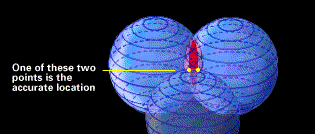 One of these two
points is the
accurate location